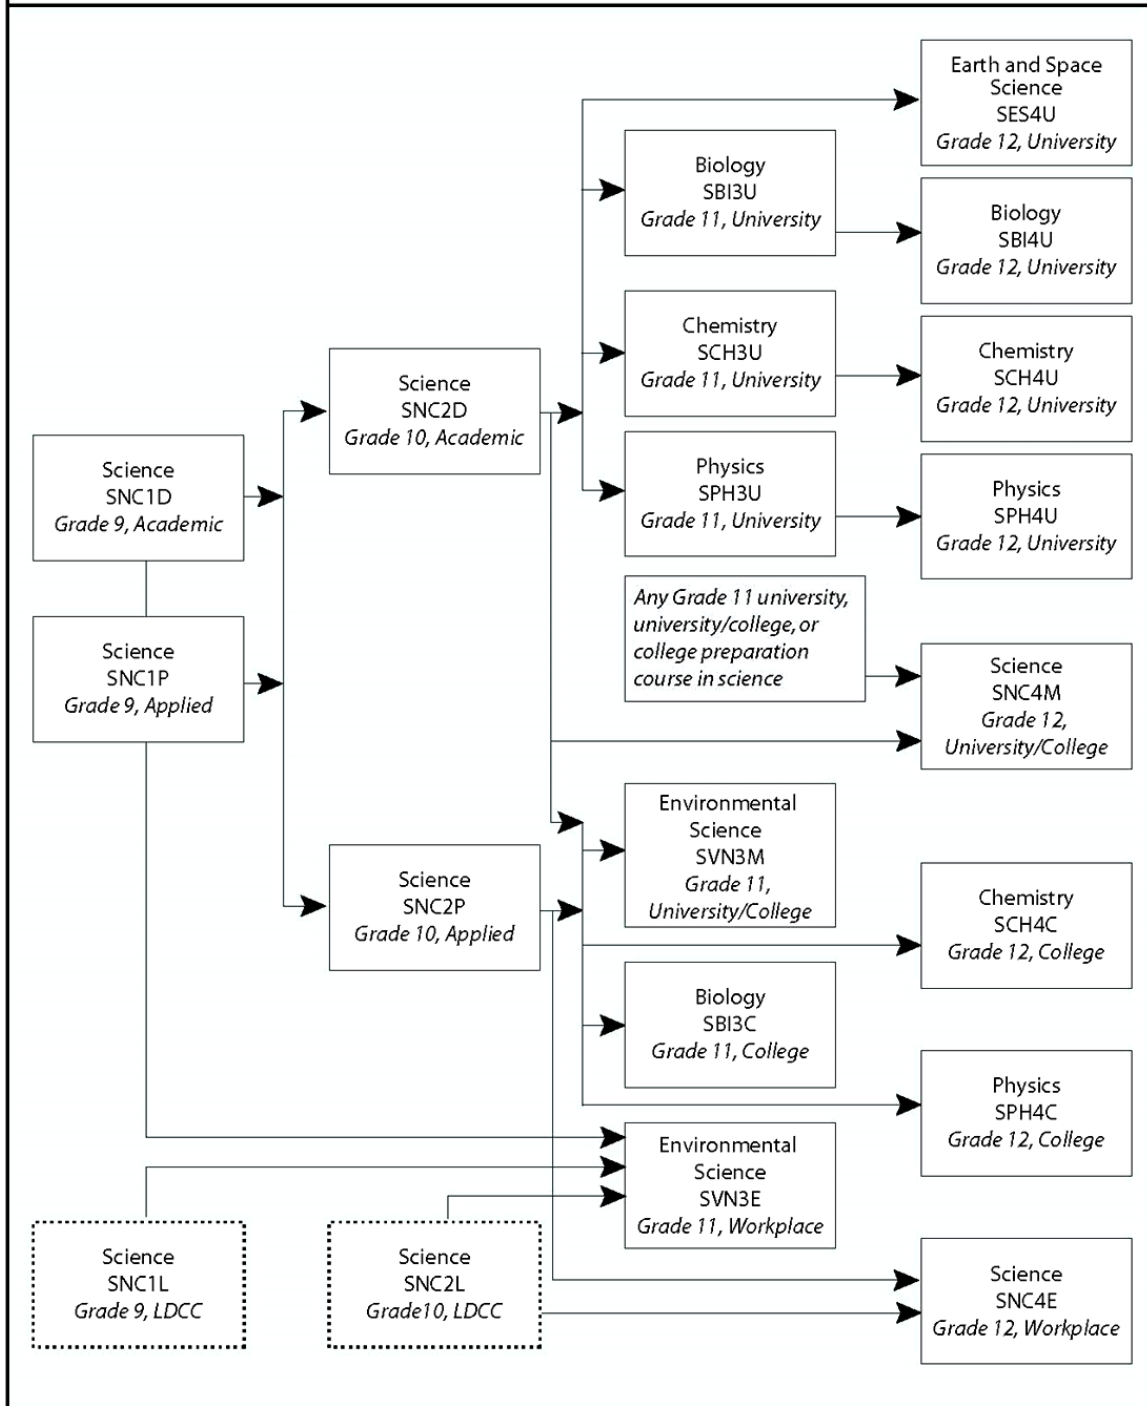 Earth and Space
Science
SES4U
Grade 12, University
Biology
SBI3U
Grade 11, University
Biology
SBI4U
Grade 12, University
Chemistry
SCH3U
Grade 11, University
Chemistry
SCH4U
Grade 12, University
Science
SNC2D
Grade 10, Academic
Science
SNC1D
Grade 9, Academic
Physics
SPH3U
Grade 11, University
Physics
SPH4U
Grade 12, University
Any Grade 11 university,
university/college, or
college preparation
course in science
Science
SNC1P
Grade 9, Applied
Science
SNC4M
Grade 12,
University/College
Environmental
Science
SVN3M
Grade 11,
University/College
Science
SNC2P
Grade 10, Applied
Chemistry
SCH4C
Grade 12, College
Biology
SBI3C
Grade 11, College
Physics
SPH4C
Grade 12, College
Environmental
Science
SVN3E
Grade 11, Workplace
Science
SNC1L
Grade 9, LDCC
Science
SNC2L
Grade10, LDCC
Science
SNC4E
Grade 12, Workplace